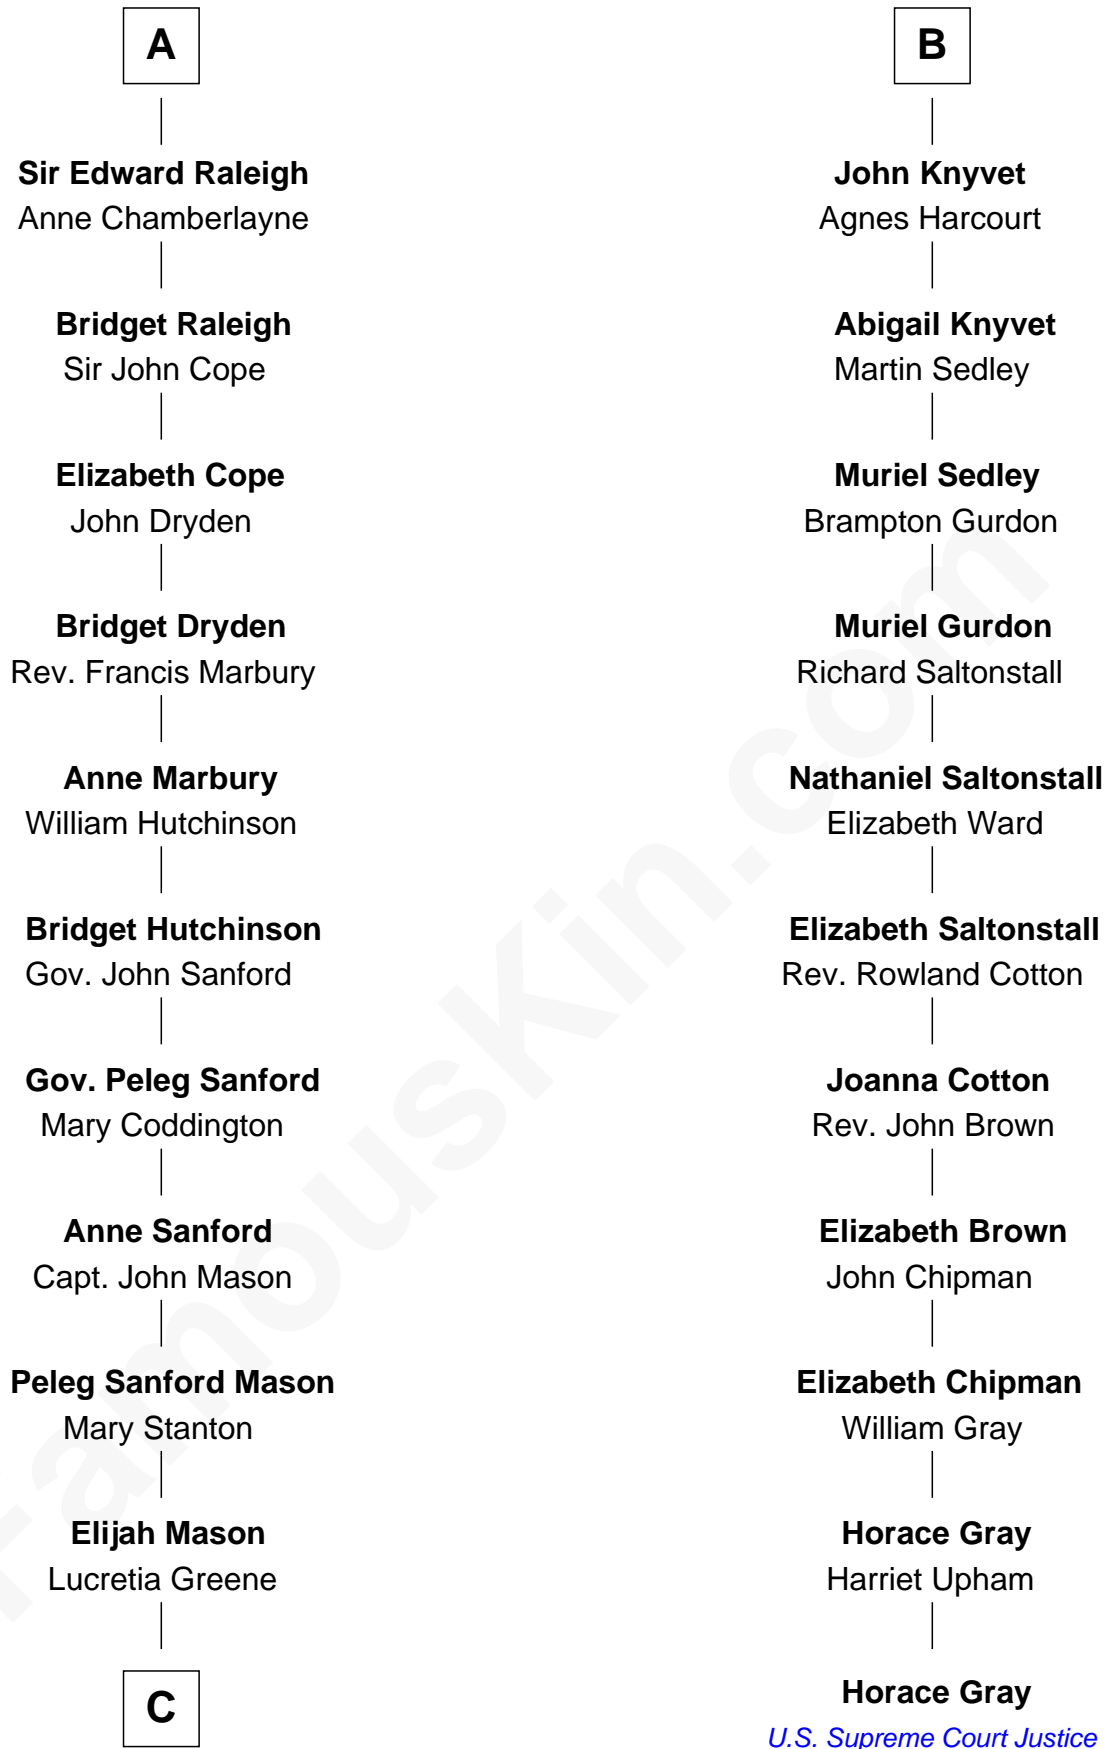 A
Sir Edward Raleigh
Anne Chamberlayne
Bridget Raleigh
Sir John Cope
Elizabeth Cope
John Dryden
Bridget Dryden
Rev. Francis Marbury
Anne Marbury
William Hutchinson
Bridget Hutchinson
Gov. John Sanford
Gov. Peleg Sanford
Mary Coddington
Anne Sanford
Capt. John Mason
Peleg Sanford Mason
Mary Stanton
Elijah Mason
Lucretia Greene
C
B
John Knyvet
Agnes Harcourt
Abigail Knyvet
Martin Sedley
Muriel Sedley
Brampton Gurdon
Muriel Gurdon
Richard Saltonstall
Nathaniel Saltonstall
Elizabeth Ward
Elizabeth Saltonstall
Rev. Rowland Cotton
Joanna Cotton
Rev. John Brown
Elizabeth Brown
John Chipman
Elizabeth Chipman
William Gray
Horace Gray
Harriet Upham
Horace Gray
U.S. Supreme Court Justice
FamousKin.com